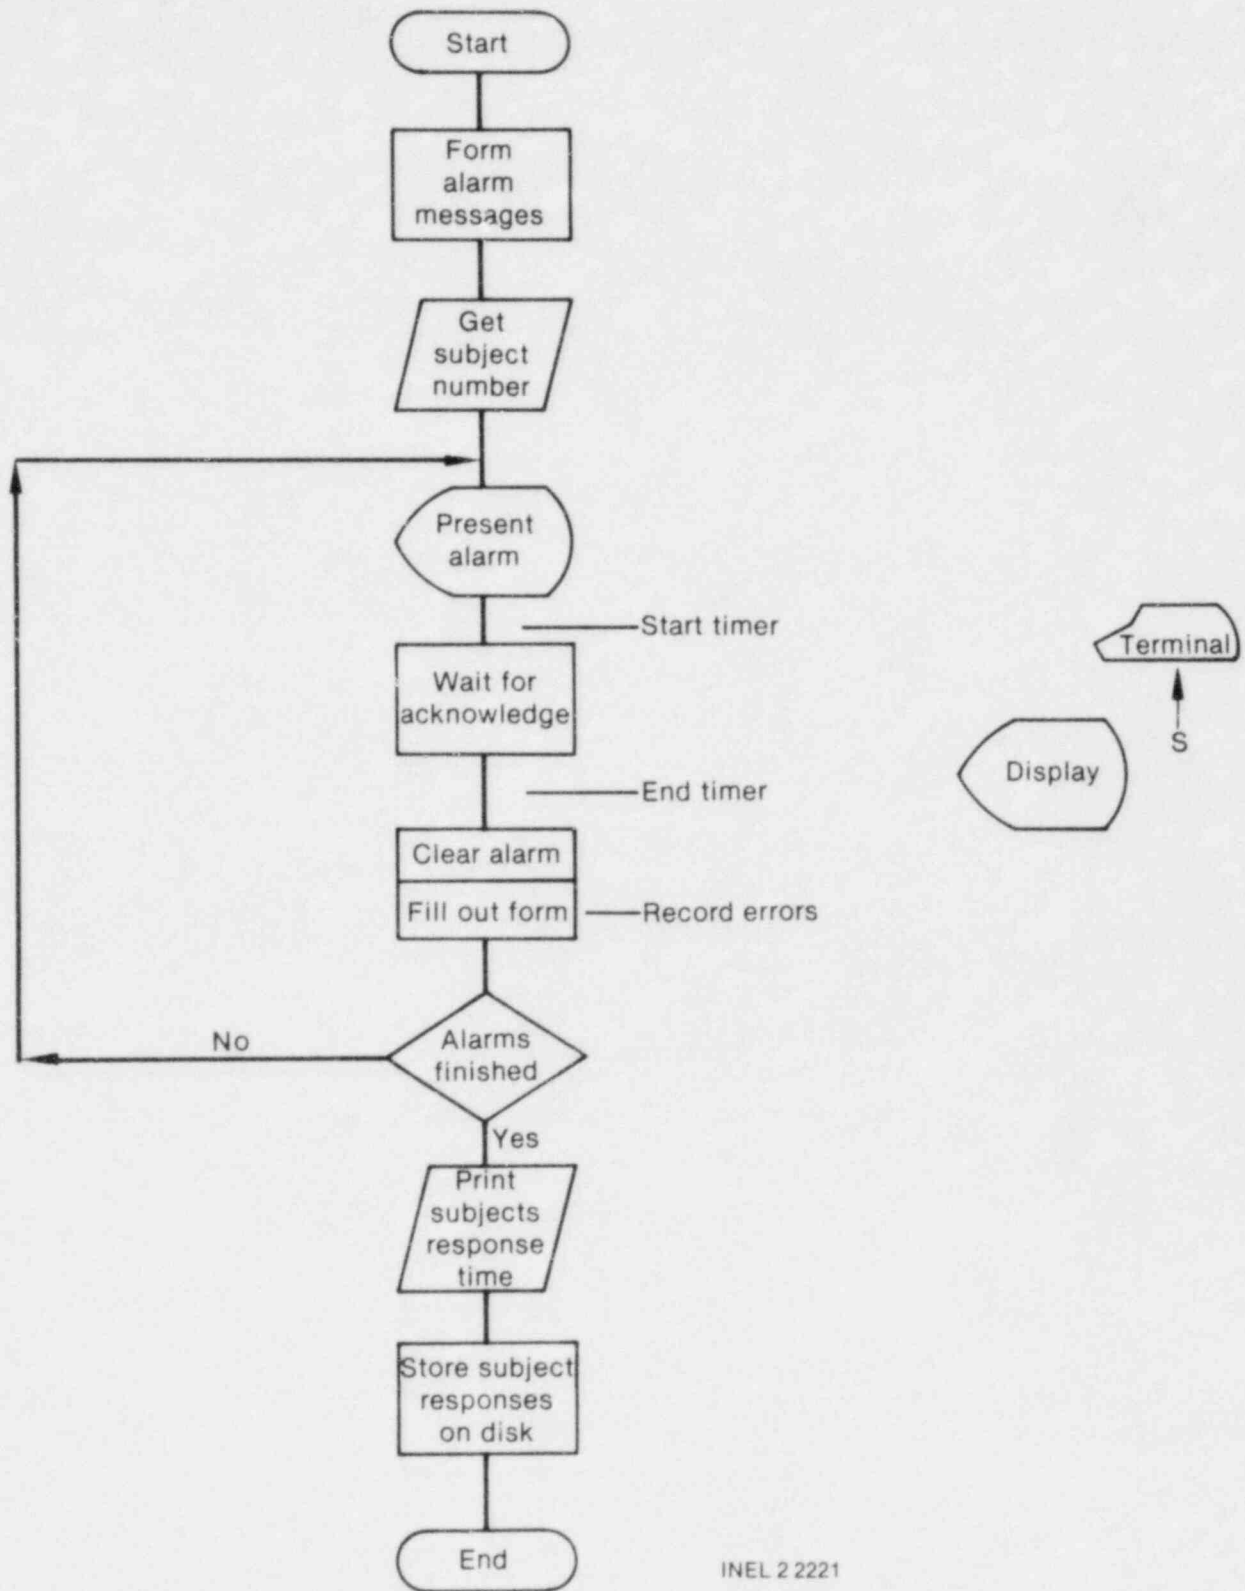 Start
Form
alarm
messages
Get
subject
number
Present
alarm
Start timer
Wait for
acknowledge
End timer
Clear alarm
Fill out form
Record errors
Alarms
finished
No
Yes
Print
subjects
response
time
Store subject
responses
on disk
End
Terminal
S
Display
INEL 2 2221